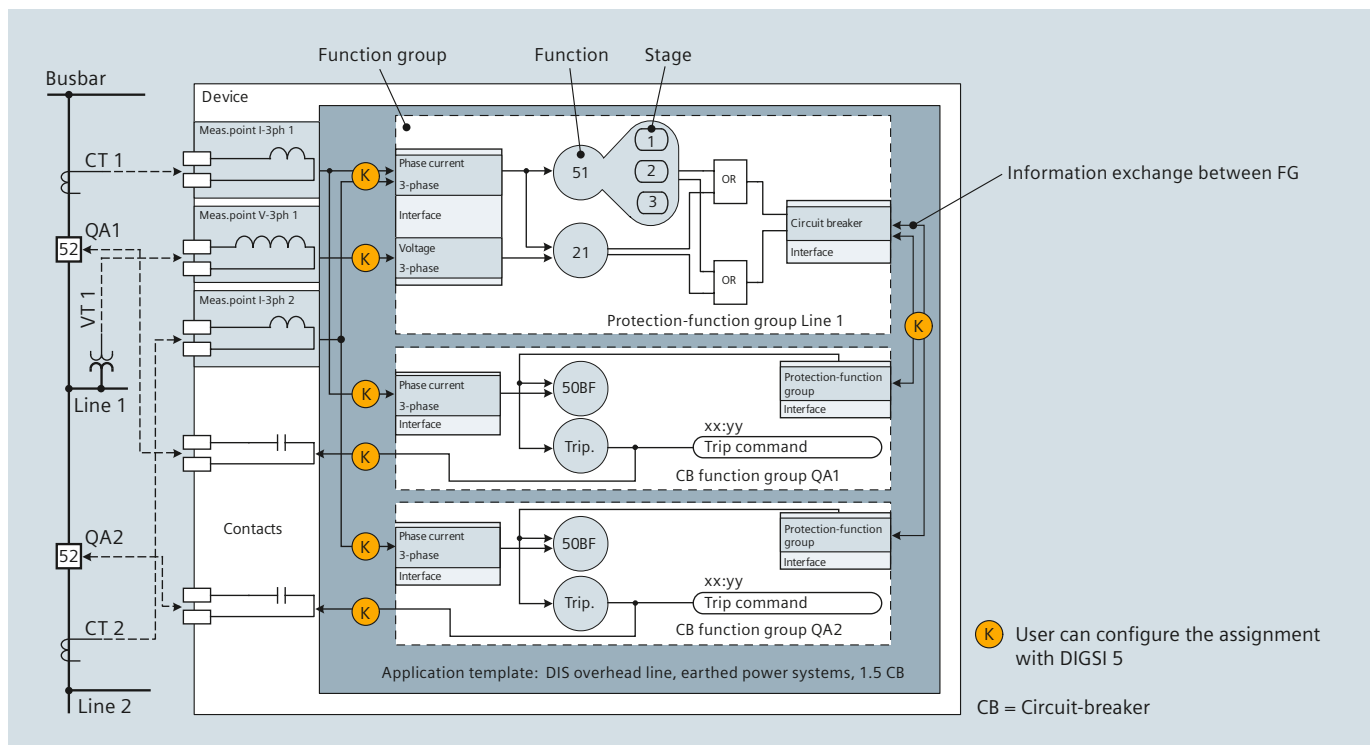 Function group
Function
Stage
Busbar
Device
Meas.point I-3ph 1
CT 1
K
Phase current
3-phase
Interface
Voltage
3-phase
51
1
2
3
OR
Information exchange between FG
Meas.point V-3ph 1
QA1
52
K
21
Circuit breaker
Interface
OR
Meas.point I-3ph 2
VT 1
Protection-function group Line 1
K
Line 1
K
Phase current
3-phase
Interface
50BF
Protection-function
group
Interface
Trip.
xx:yy
Trip command
K
CB function group QA1
Contacts
QA2
52
K
Phase current
3-phase
Interface
50BF
Protection-function
group
Interface
Trip.
xx:yy
Trip command
K
CB function group QA2
CT 2
Line 2
Application template: DIS overhead line, earthed power systems, 1.5 CB
K User can configure the assignment
with DIGSI 5
CB = Circuit-breaker